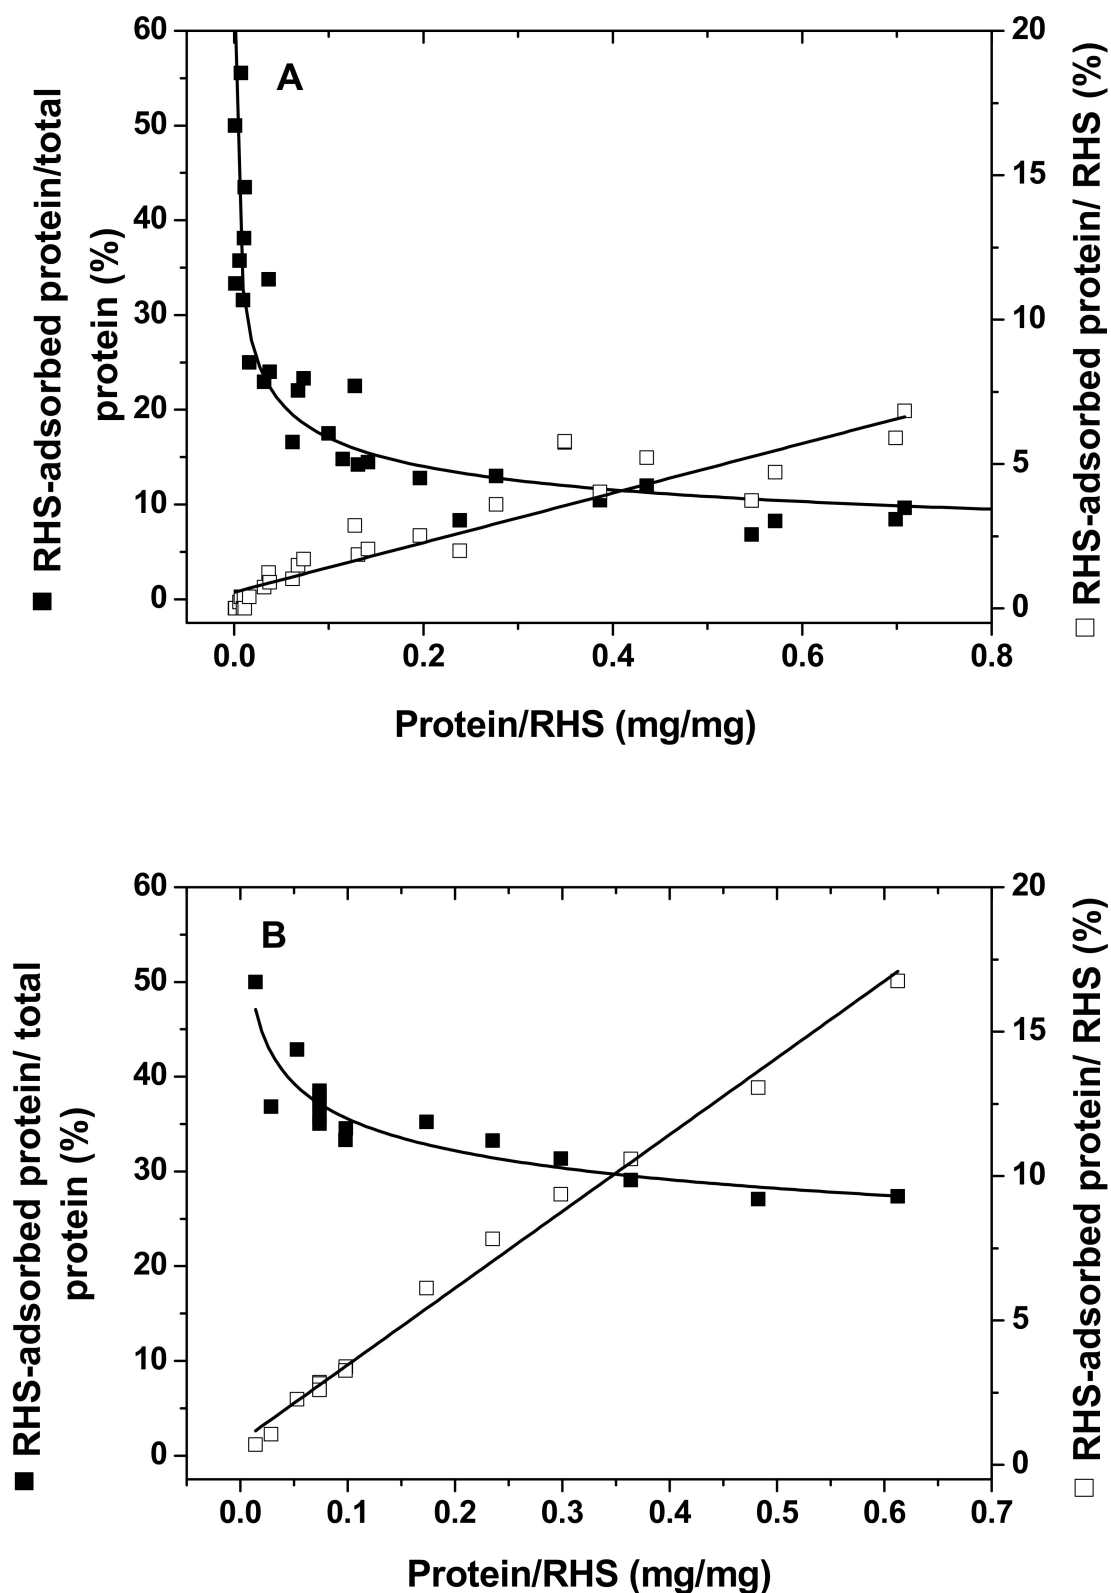 A
60
50
40
30
20
10
0
20
15
10
5
0
0.0 0.2 0.4 0.6 0.8
Protein/RHS (mg/mg)
RHS-adsorbed protein/total
protein (%)
RHS-adsorbed protein/ RHS (%)
B
60
50
40
30
20
10
0
20
15
10
5
0
0.0 0.1 0.2 0.3 0.4 0.5 0.6 0.7
Protein/RHS (mg/mg)
RHS-adsorbed protein/ total
protein (%)
RHS-adsorbed protein/ RHS (%)